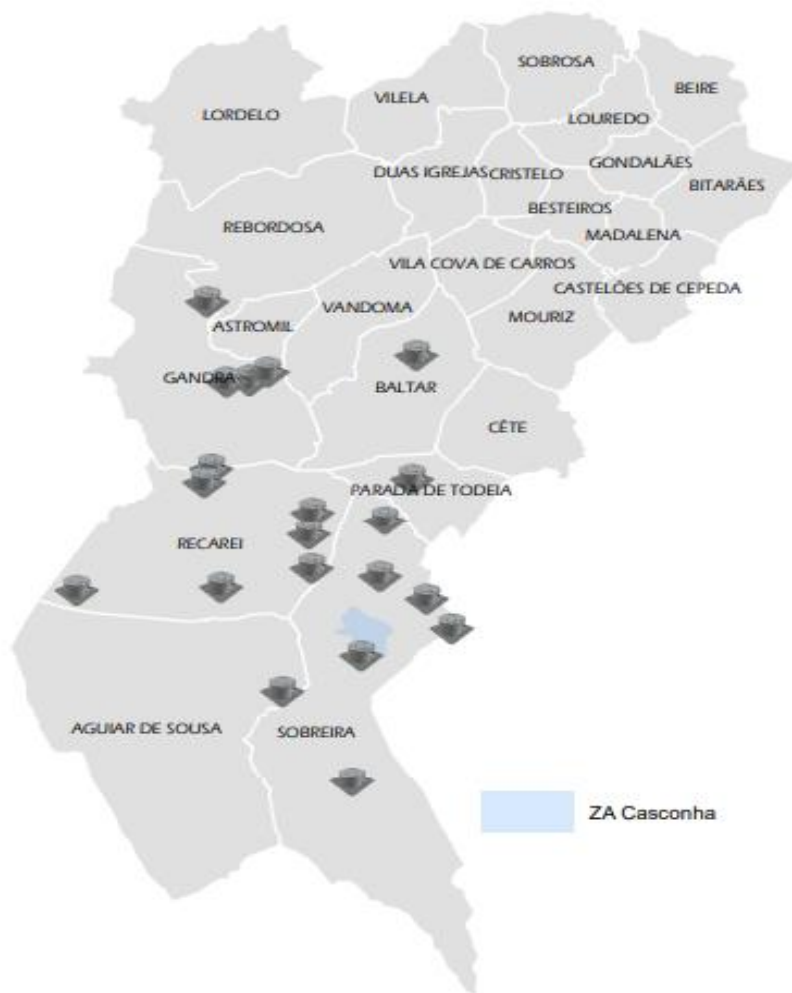 SOBROSA
BEIRE
VILELA
LORDELO
LOUREDO
GONDALÃES
DUAS IGREJAS
CRISTELO
BITARÃES
BESTEIROS
REBORDOSA
MADALENA
VILA COVA DE CARROS
CASTELÕES DE CEPEDA
VANDOMA
MOURIZ
ASTROMIL
GANDRA
BALTAR
CÊTE
PARADA DE TODEIA
RECAREI
AGUIAR DE SOUSA
SOBREIRA
ZA Casconha